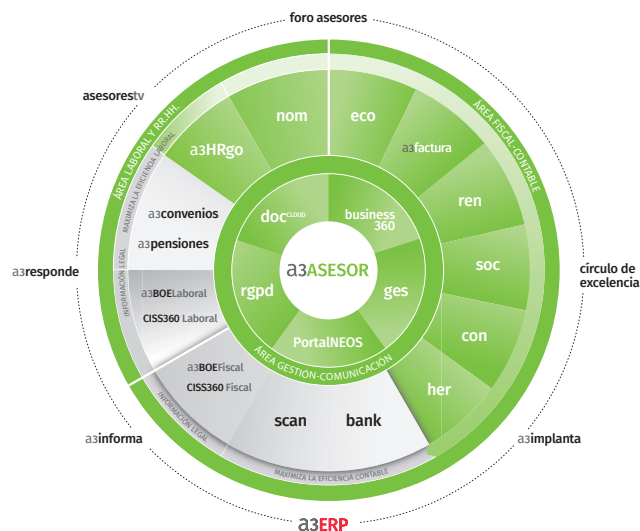 foro asesores
asesorestv
ÁREA LABORAL Y RR.HH.
ÁREA FISCAL-CONTABLE
MAXIMIZA LA EFICIENCIA LABORAL
nom
eco
a3HRgo
a3factura
ren
a3convenios
a3pensiones
docCLOUD
business
360
a3responde
INFORMACIÓN LEGAL
a3BOELaboral
CISS360 Laboral
a3ASESOR
soc
círculo de
excelencia
rgpd
ges
PortalNEOS
con
ÁREA GESTIÓN-COMUNICACIÓN
a3BOEFiscal
CISS360 Fiscal
her
INFORMACIÓN LEGAL
scan
bank
a3informa
a3implanta
MAXIMIZA LA EFICIENCIA CONTABLE
a3ERP